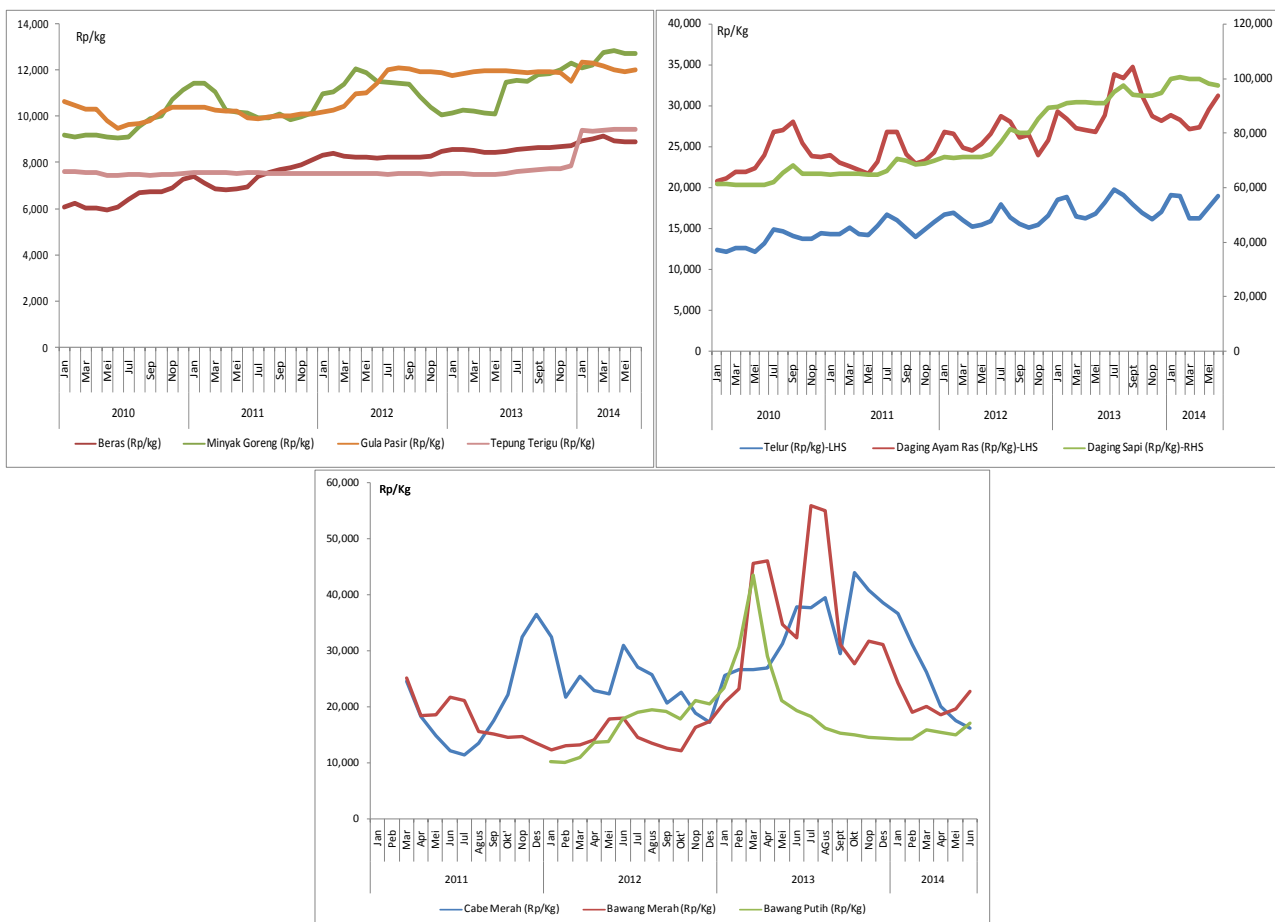 Rp/kg
14,000
12,000
10,000
8,000
6,000
4,000
2,000
0
Jan Mar Mei Jul Sep Nop Jan Mar Mei Jul Sep Nop Jan Mar Mei Jul Sep Nop Jan Mar Mei Jul Sept Nop Jan Mar Mei
2010 2011 2012 2013 2014
Beras (Rp/kg) Minyak Goreng (Rp/kg) Gula Pasir (Rp/Kg) Tepung Terigu (Rp/Kg)
Rp/Kg
40,000
35,000
30,000
25,000
20,000
15,000
10,000
5,000
0
120,000
100,000
80,000
60,000
40,000
20,000
0
Jan Mar Mei Jul Sep Nop Jan Mar Mei Jul Sep Nop Jan Mar Mei Jul Sep Nop Jan Mar Mei Jul Sept Nop Jan Mar Mei
2010 2011 2012 2013 2014
Telur (Rp/kg)-LHS Daging Ayam Ras (Rp/Kg)-LHS Daging Sapi (Rp/Kg)-RHS
Rp/Kg
60,000
50,000
40,000
30,000
20,000
10,000
0
Jan Peb Mar Apr Mei Jun Jul Agus Sep Okt' Nop Des Jan Peb Mar Apr Mei Jun Jul Agus Sep Okt' Nop Des Jan Peb Mar Apr Mei Jun Jul AGus Sept Okt Nop Des Jan Peb Mar Apr Mei Jun
2011 2012 2013 2014
Cabe Merah (Rp/Kg) Bawang Merah (Rp/Kg) Bawang Putih (Rp/Kg)